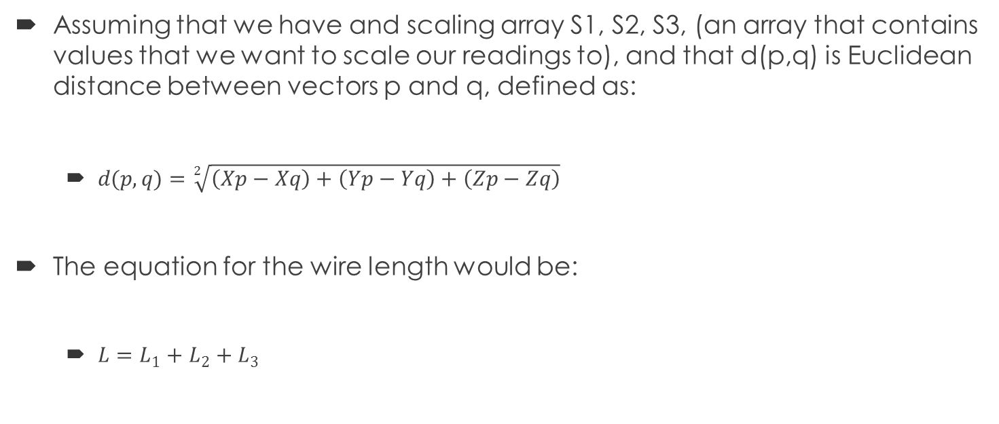 Assuming that we have and scaling array S1, S2, S3, (an array that contains
values that we want to scale our readings to), and that d(p,q) is Euclidean
distance between vectors p and q, defined as:
d(p, q) = ²√(Xp − Xq) + (Yp − Yq) + (Zp − Zq)
The equation for the wire length would be:
L = L₁ + L₂ + L₃